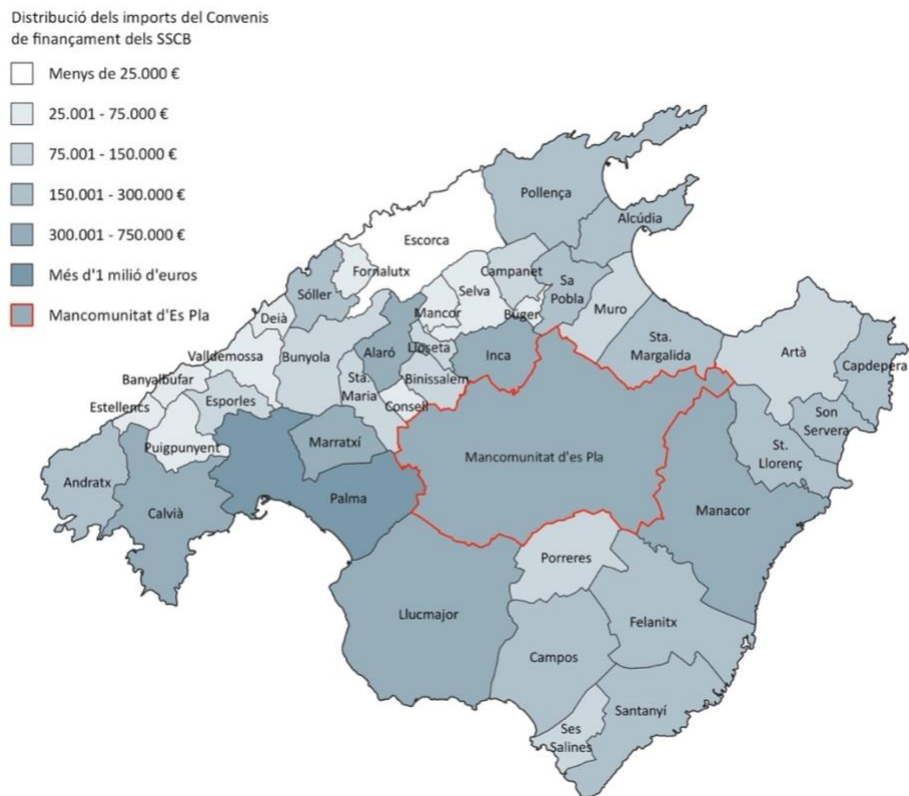 Distribució dels imports del Convenis
de finançament dels SSCB
Menys de 25.000 €
25.001 - 75.000 €
75.001 - 150.000 €
150.001 - 300.000 €
300.001 - 750.000 €
Més d'1 milió d'euros
Mancomunitat d'Es Pla
Pollença
Alcúdia
Escorca
Fornalutx
Campanet
Sóller
Selva
Sa
Pobla
Mancor
Búger
Muro
Deià
Sta.
Margalida
Valldemossa
Bunyola
Alaró
Lloseta
Inca
Artà
Capdepera
Banyalbufar
Sta.
Maria
Binissalem
Estellencs
Esporles
Consell
Son
Servera
Puigpunyent
Marratxí
St.
Llorenç
Mancomunitat d'es Pla
Andratx
Palma
Calvià
Manacor
Porreres
Llucmajor
Felanitx
Campos
Santanyí
Ses
Salines